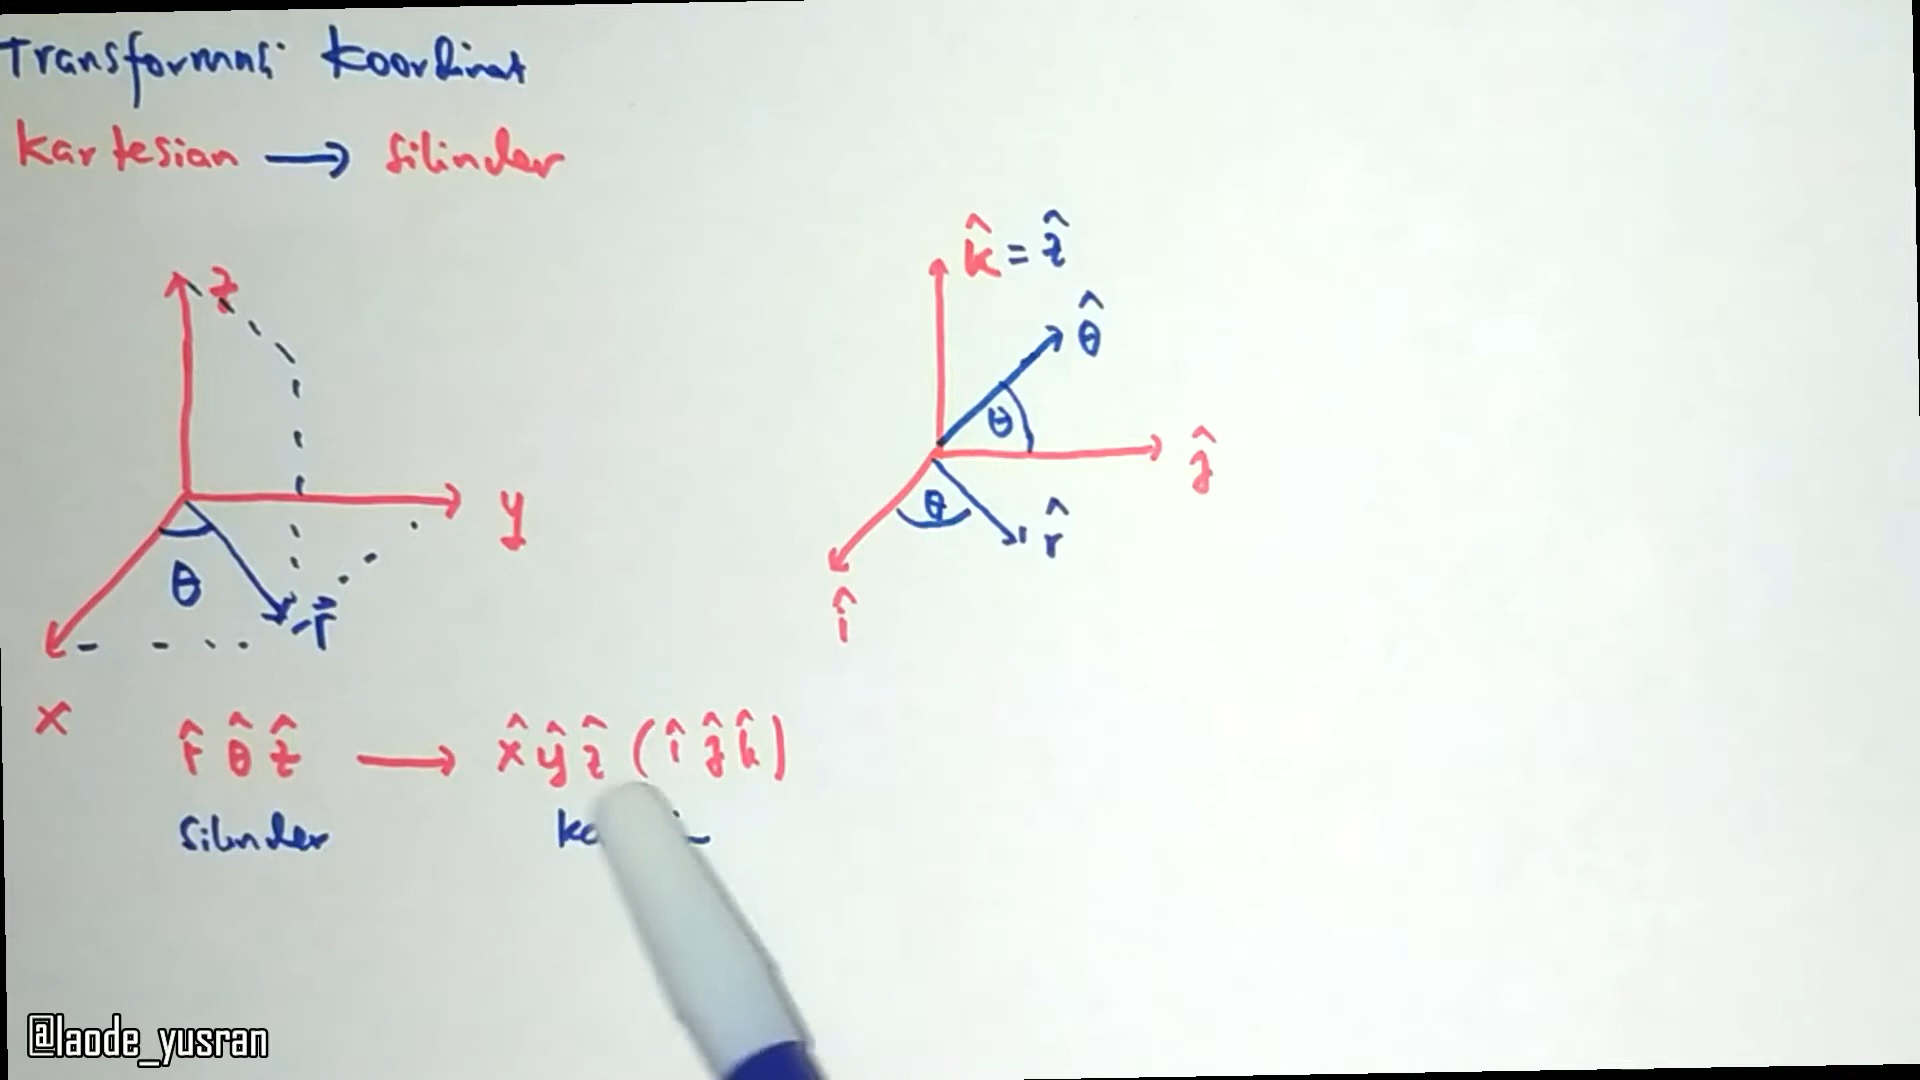 Transformasi Koordinat
Kartesian → Silinder
z
y
θ
r⃗
x
r̂ θ̂ ẑ → x̂ ŷ ẑ (î ĵ k̂)
Silinder
k̂ = ẑ
θ̂
θ
ĵ
θ
r̂
î
@laode_yusran